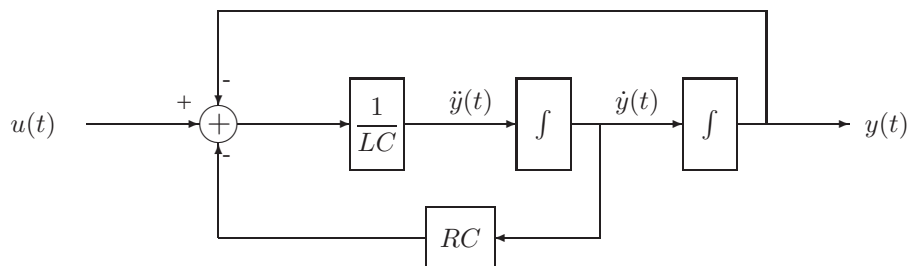 -
+
u(t)
+
1
LC
ÿ(t)
∫
ẏ(t)
∫
y(t)
-
RC